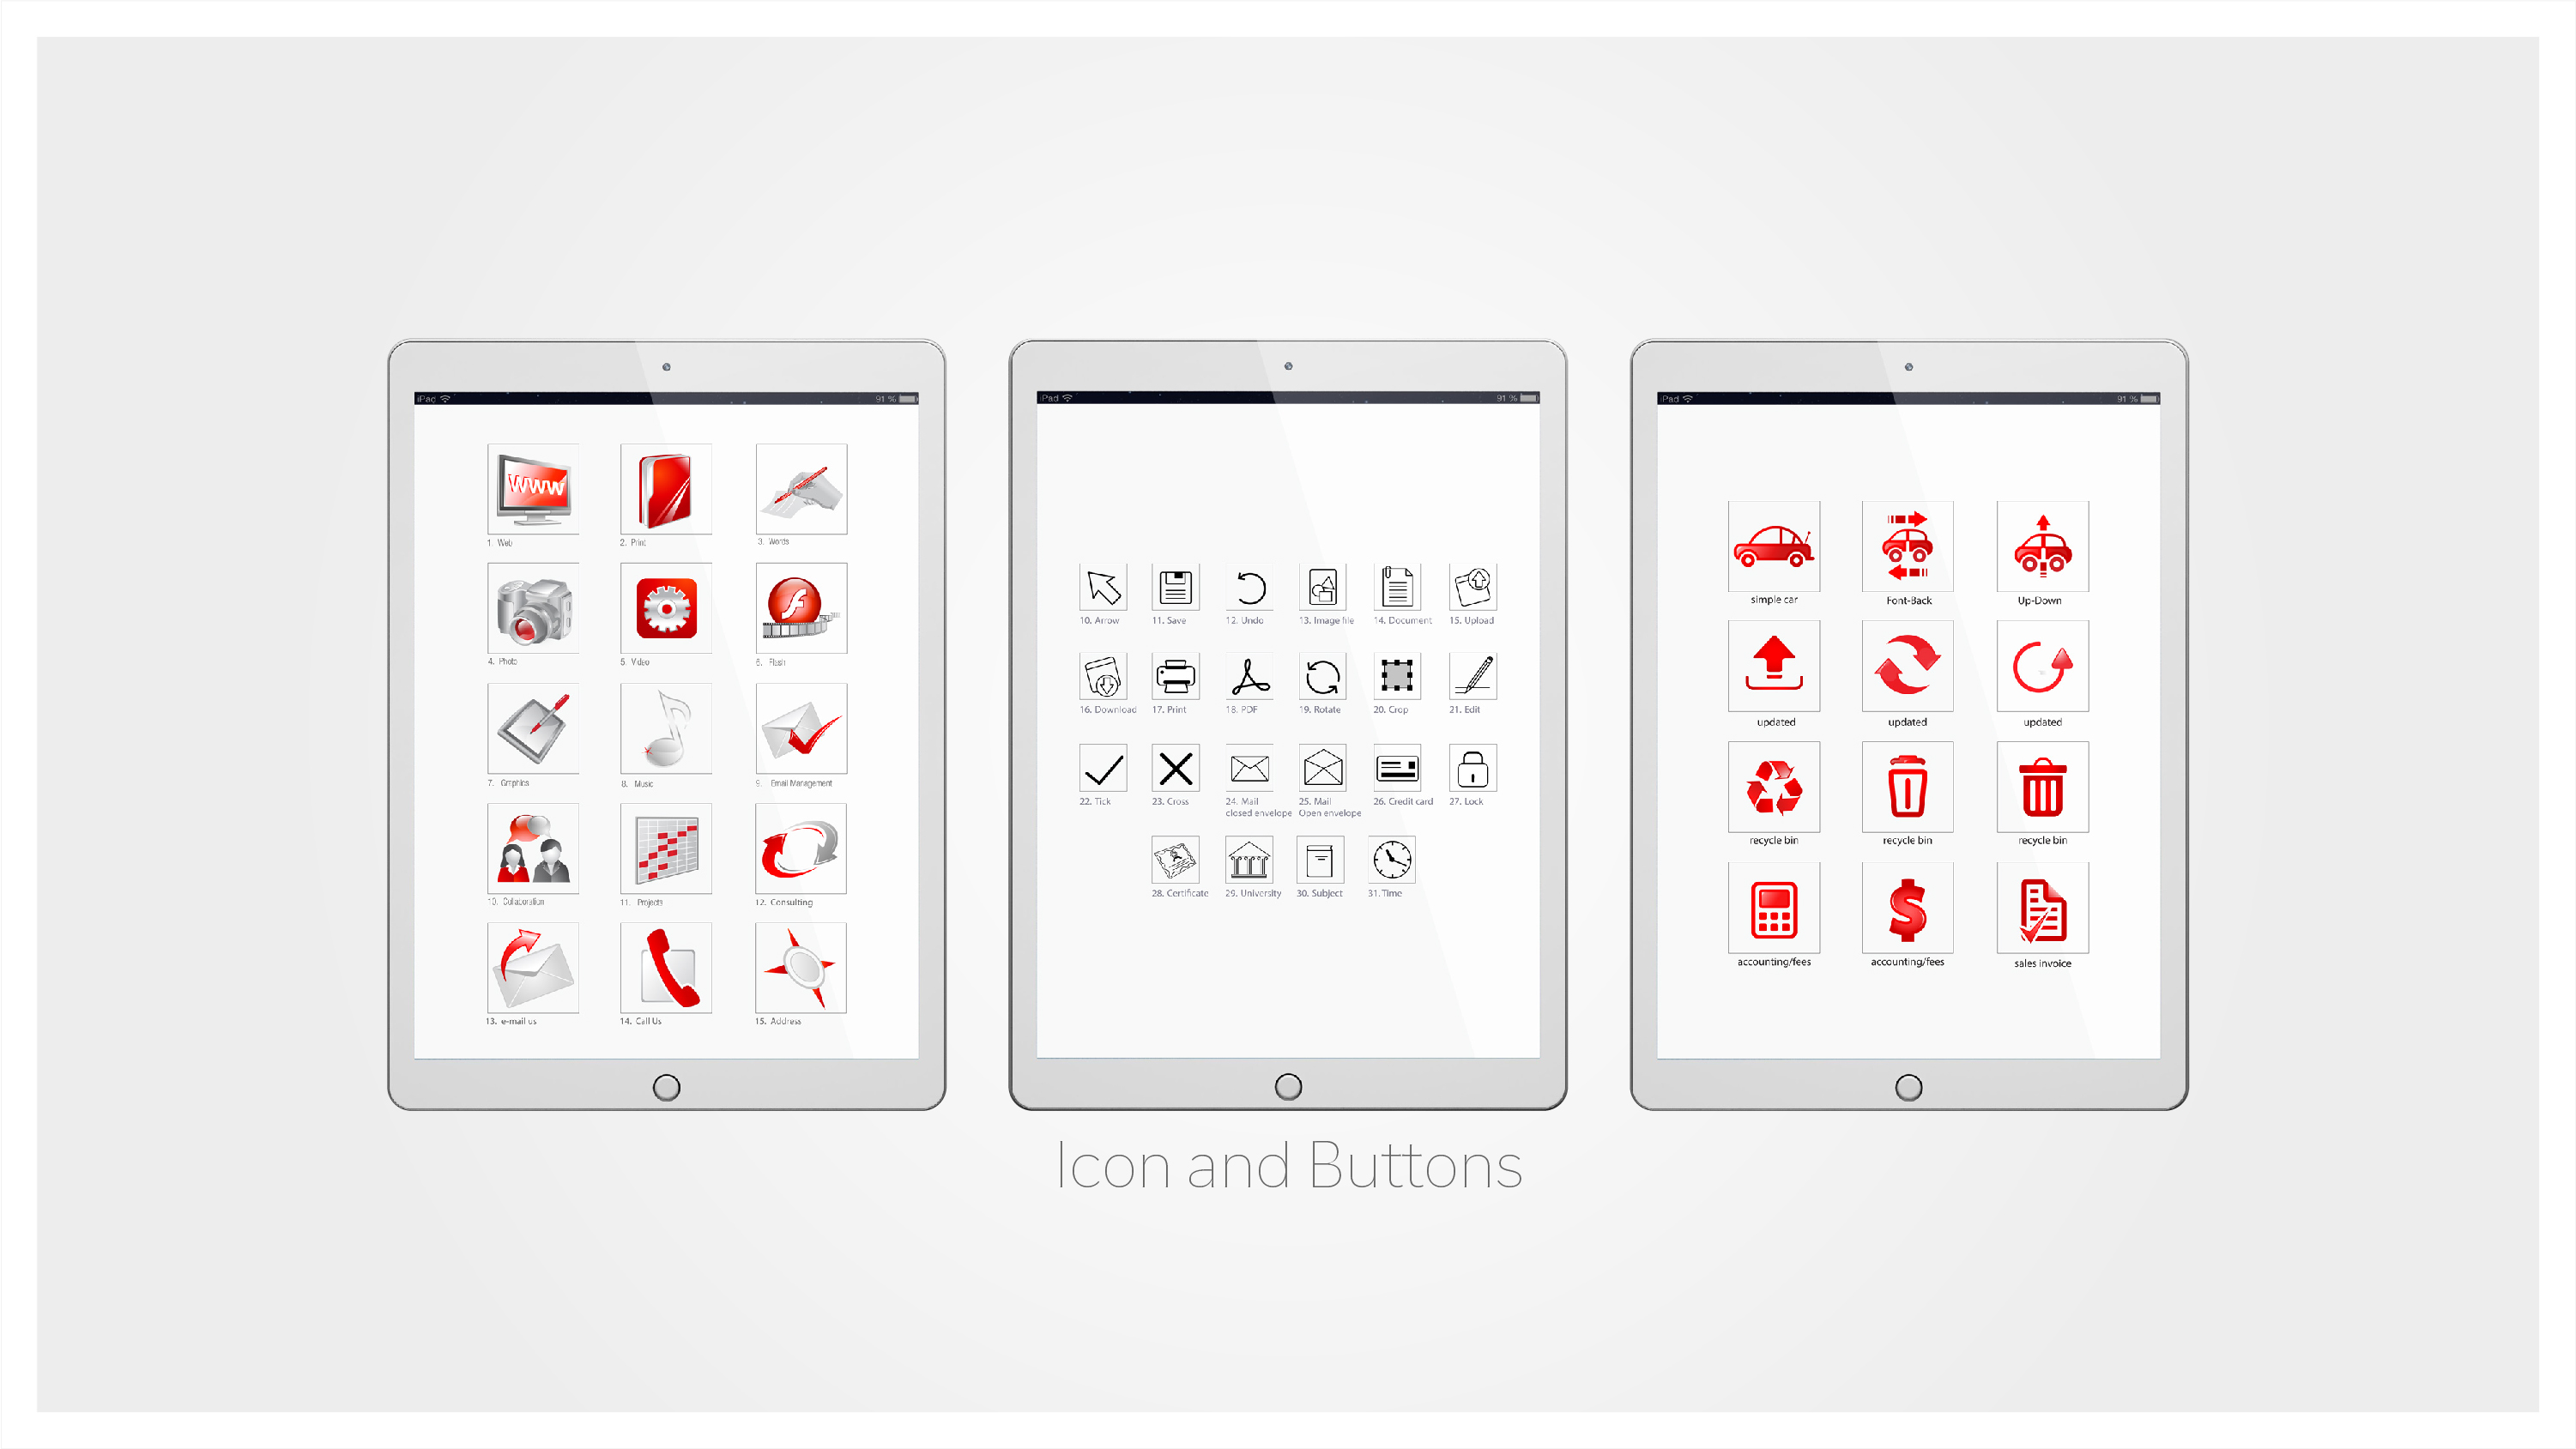 iPad
91 %
WWW
1. Web
2. Print
3. Words
4. Photo
5. Video
6. Flash
7. Graphics
8. Music
9. Email Management
10. Collaboration
11. Projects
12. Consulting
13. e-mail us
14. Call Us
15. Address
iPad
91 %
10. Arrow
11. Save
12. Undo
13. Image file
14. Document
15. Upload
16. Download
17. Print
18. PDF
19. Rotate
20. Crop
21. Edit
22. Tick
23. Cross
24. Mail
closed envelope
25. Mail
Open envelope
26. Credit card
27. Lock
28. Certificate
29. University
30. Subject
31. Time
iPad
91 %
simple car
Font-Back
Up-Down
updated
updated
updated
recycle bin
recycle bin
recycle bin
accounting/fees
$
accounting/fees
sales invoice
Icon and Buttons